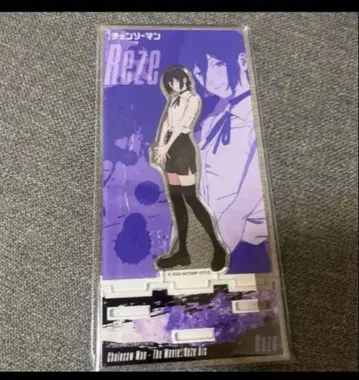 チェンソーマン
Reze
Chainsaw Man - The Movie: Reze Arc
Reze